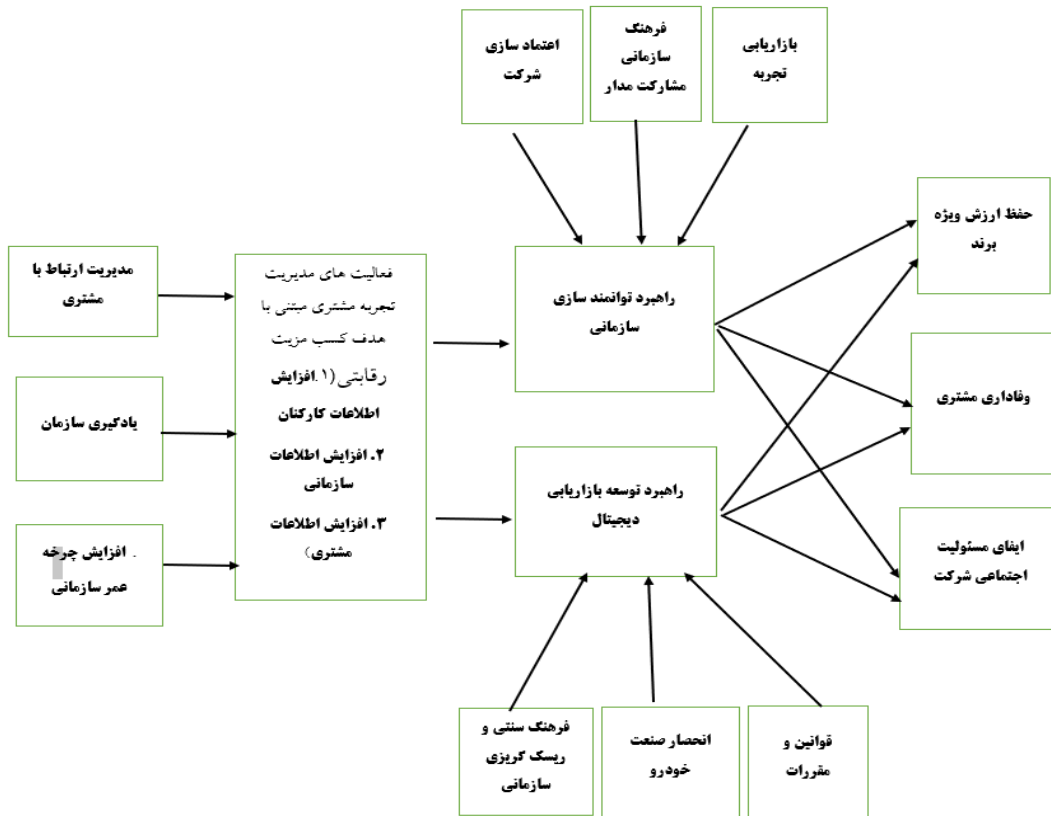 اعتماد سازی
شرکت
فرهنگ
سازمانی
مشارکت مدار
بازاریابی
تجربه
مدیریت ارتباط با
مشتری
یادگیری سازمان
. افزایش چرخه
عمر سازمانی
فعالیت های مدیریت
تجربه مشتری مبتنی با
هدف کسب مزیت
رقابتی(۱.افزایش
اطلاعات کارکنان
۲. افزایش اطلاعات
سازمانی
۳. افزایش اطلاعات
مشتری)
راهبرد توانمند سازی
سازمانی
راهبرد توسعه بازاریابی
دیجیتال
حفظ ارزش ویژه
برند
وفاداری مشتری
ایفای مسئولیت
اجتماعی شرکت
فرهنگ سنتی و
ریسک گریزی
سازمانی
انحصار صنعت
خودرو
قوانین و
مقررات